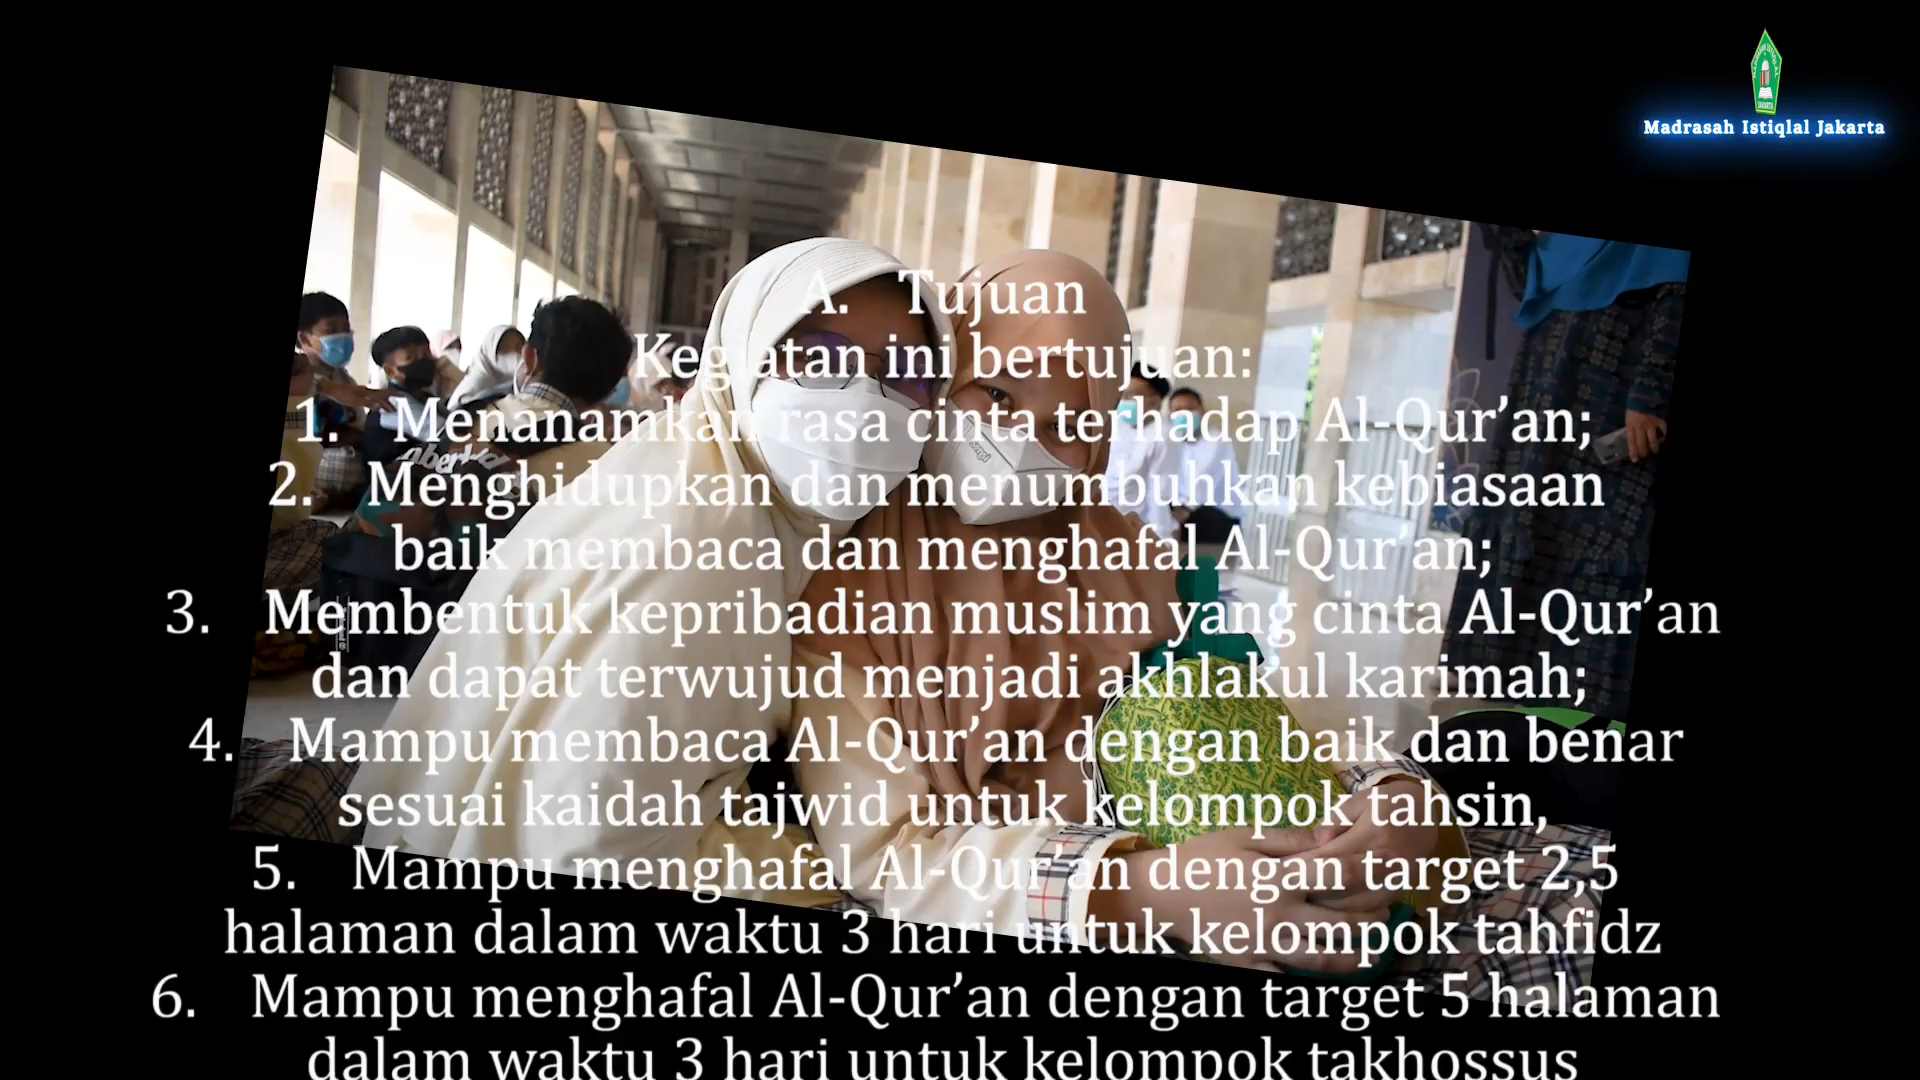 Madrasah Istiqlal Jakarta
A. Tujuan
Kegiatan ini bertujuan:
1. Menanamkan rasa cinta terhadap Al-Qur’an;
2. Menghidupkan dan menumbuhkan kebiasaan
baik membaca dan menghafal Al-Qur’an;
3. Membentuk kepribadian muslim yang cinta Al-Qur’an
dan dapat terwujud menjadi akhlakul karimah;
4. Mampu membaca Al-Qur’an dengan baik dan benar
sesuai kaidah tajwid untuk kelompok tahsin,
5. Mampu menghafal Al-Qur’an dengan target 2,5
halaman dalam waktu 3 hari untuk kelompok tahfidz
6. Mampu menghafal Al-Qur’an dengan target 5 halaman
dalam waktu 3 hari untuk kelompok takhossus